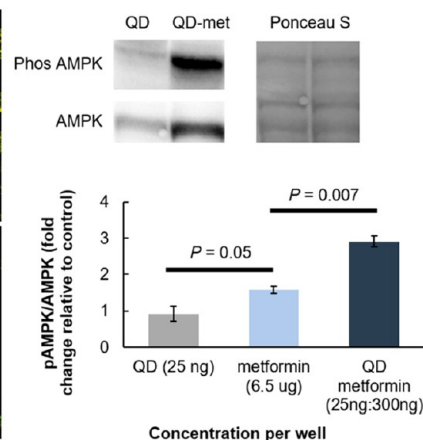 QD QD-met Ponceau S
Phos AMPK
AMPK
pAMPK/AMPK (fold
change relative to control)
4
3
2
1
0
P = 0.05
P = 0.007
QD (25 ng)
metformin
(6.5 ug)
QD
metformin
(25ng:300ng)
Concentration per well